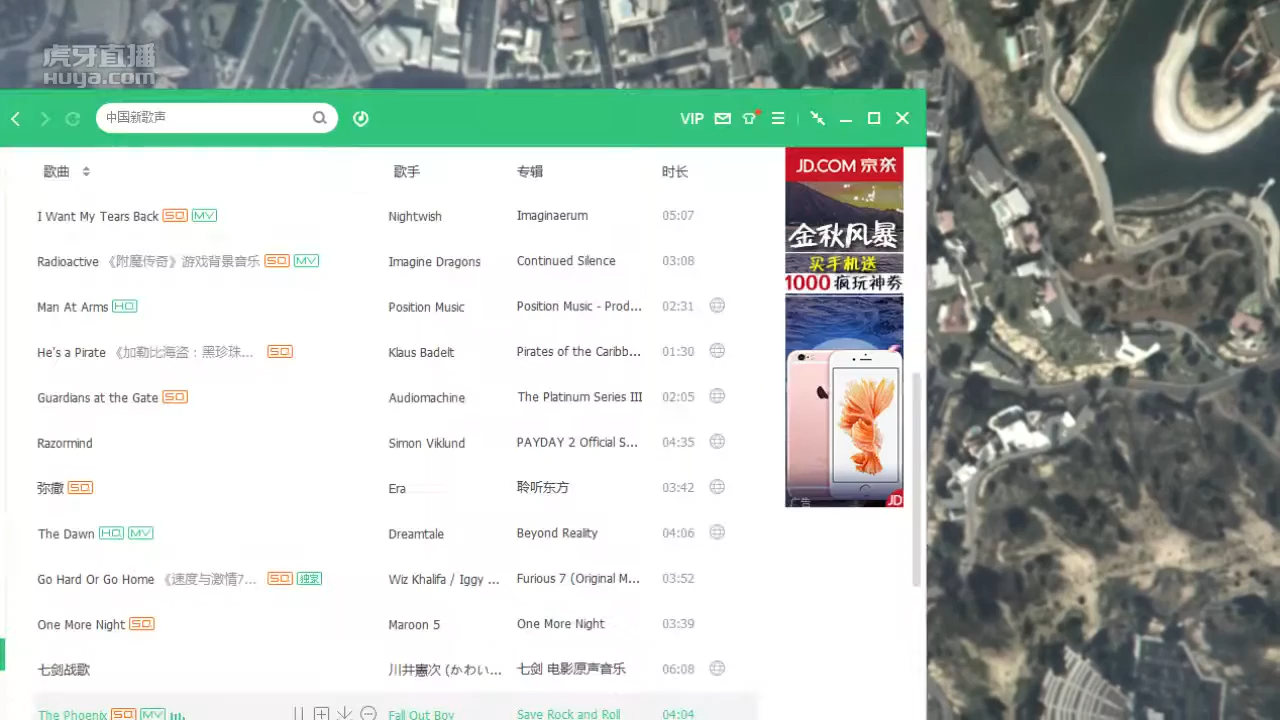 虎牙直播
HUYA.com
中国新歌声
VIP
歌曲 歌手 专辑 时长
I Want My Tears Back SQ MV Nightwish Imaginaerum 05:07
Radioactive 《附魔传奇》游戏背景音乐 SQ MV Imagine Dragons Continued Silence 03:08
Man At Arms HQ Position Music Position Music - Prod... 02:31
He's a Pirate 《加勒比海盗：黑珍珠... SQ Klaus Badelt Pirates of the Caribb... 01:30
Guardians at the Gate SQ Audiomachine The Platinum Series III 02:05
Razormind Simon Viklund PAYDAY 2 Official S... 04:35
弥撒 SQ Era 聆听东方 03:42
The Dawn HQ MV Dreamtale Beyond Reality 04:06
Go Hard Or Go Home 《速度与激情7... SQ 独家 Wiz Khalifa / Iggy ... Furious 7 (Original M... 03:52
One More Night SQ Maroon 5 One More Night 03:39
七剑战歌 川井憲次 (かわい... 七剑 电影原声音乐 06:08
The Phoenix SQ MV Fall Out Boy Save Rock and Roll 04:04
JD.COM 京东
金秋风暴
买手机送
1000 疯玩神券
广告
JD